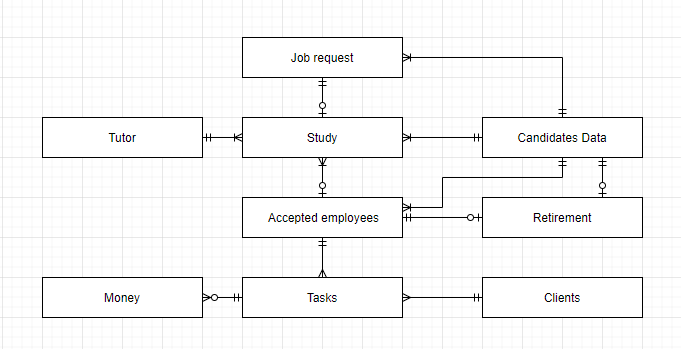 Job request
Tutor
Study
Candidates Data
Accepted employees
Retirement
Money
Tasks
Clients